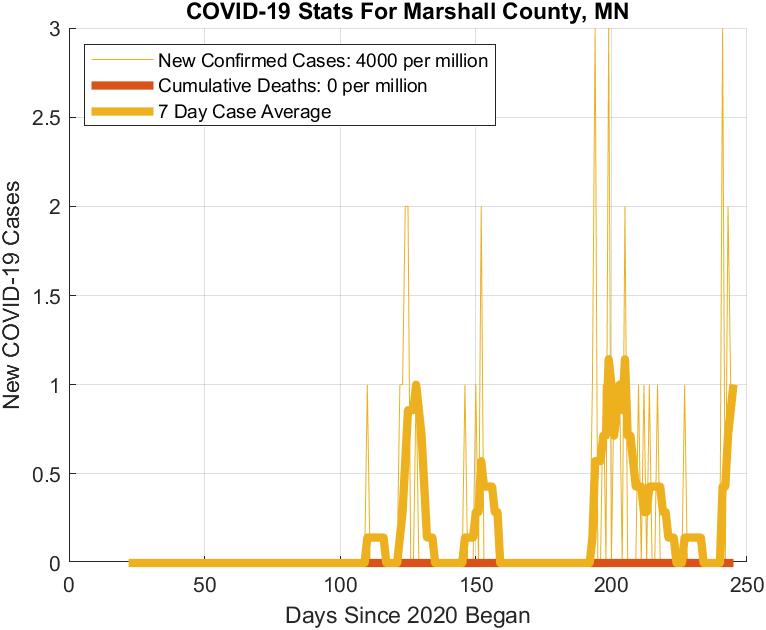 COVID-19 Stats For Marshall County, MN
New Confirmed Cases: 4000 per million
Cumulative Deaths: 0 per million
7 Day Case Average
New COVID-19 Cases
3
2.5
2
1.5
1
0.5
0
0 50 100 150 200 250
Days Since 2020 Began